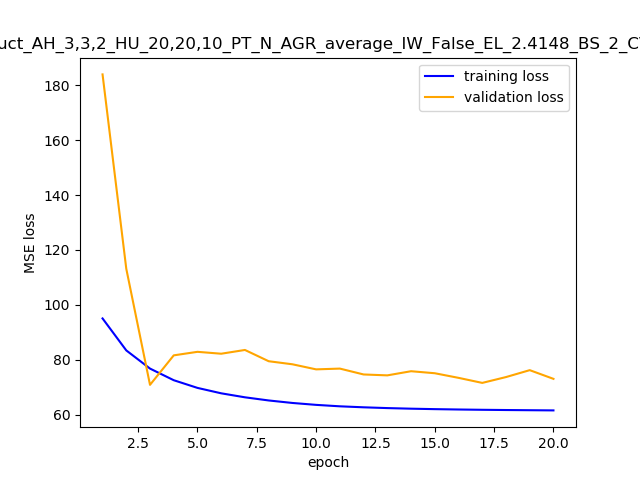 uct_AH_3,3,2_HU_20,20,10_PT_N_AGR_average_IW_False_EL_2.4148_BS_2_C
training loss
validation loss
180
160
140
120
100
80
60
MSE loss
2.5 5.0 7.5 10.0 12.5 15.0 17.5 20.0
epoch